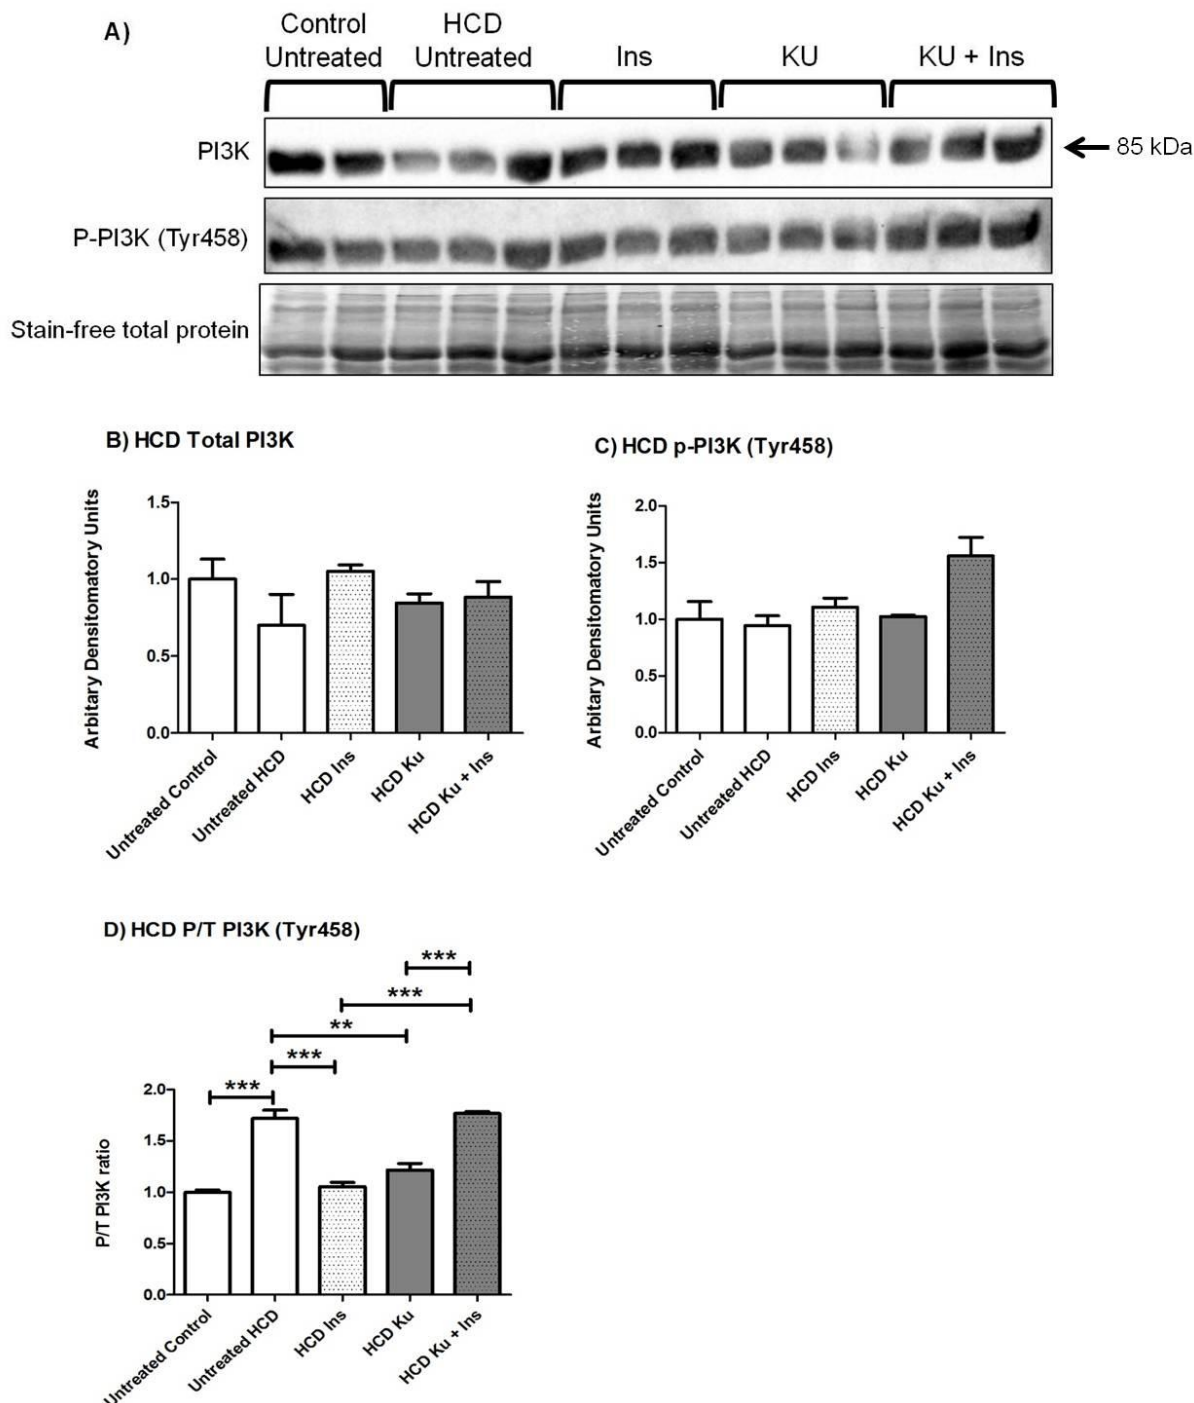 A)
Control
Untreated
HCD
Untreated
Ins
KU
KU + Ins
PI3K
85 kDa
P-PI3K (Tyr458)
Stain-free total protein
B) HCD Total PI3K
Arbitary Densitomatory Units
1.5
1.0
0.5
0.0
Untreated Control
Untreated HCD
HCD Ins
HCD Ku
HCD Ku + Ins
C) HCD p-PI3K (Tyr458)
Arbitary Densitomatory Units
2.0
1.5
1.0
0.5
0.0
Untreated Control
Untreated HCD
HCD Ins
HCD Ku
HCD Ku + Ins
D) HCD P/T PI3K (Tyr458)
***
***
**
***
***
P/T PI3K ratio
2.0
1.5
1.0
0.5
0.0
Untreated Control
Untreated HCD
HCD Ins
HCD Ku
HCD Ku + Ins